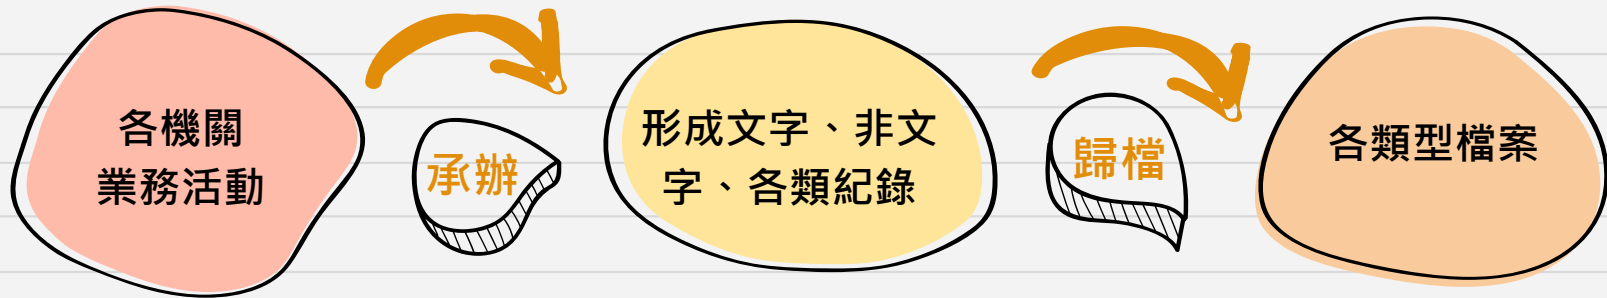 各機關
業務活動
承辦
形成文字、非文
字、各類紀錄
歸檔
各類型檔案